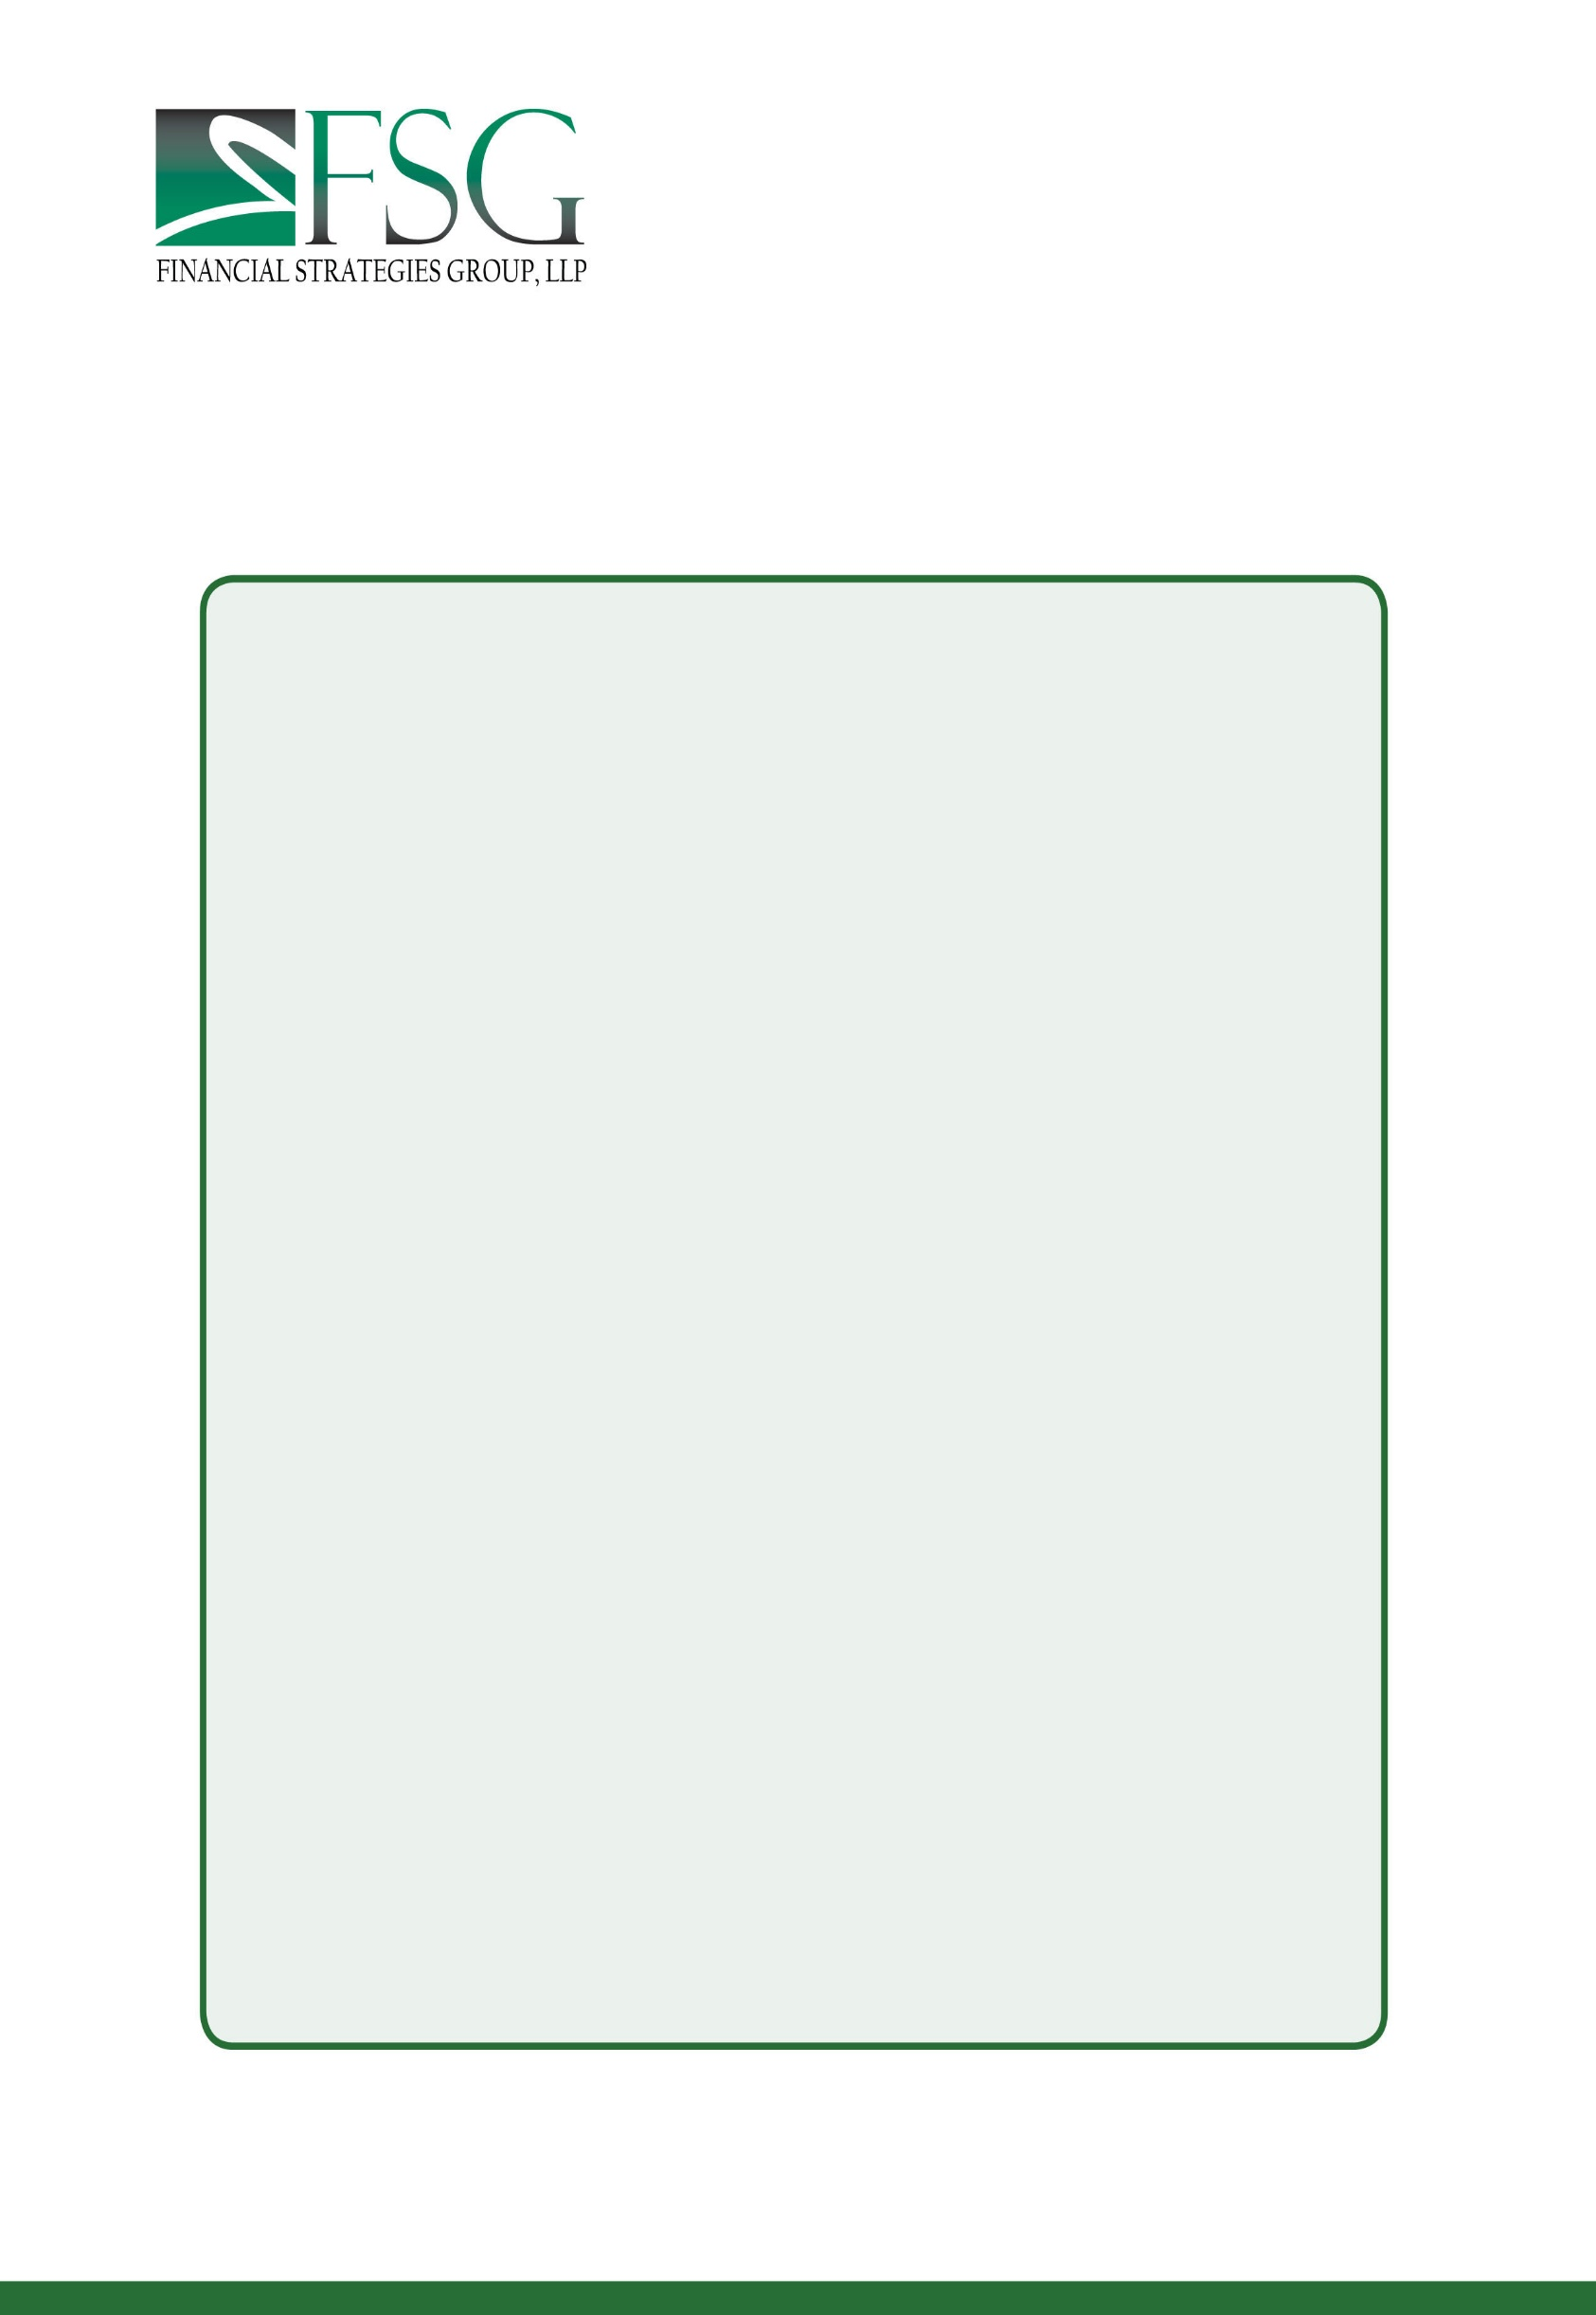 FSG
FINANCIAL STRATEGIES GROUP, LLP